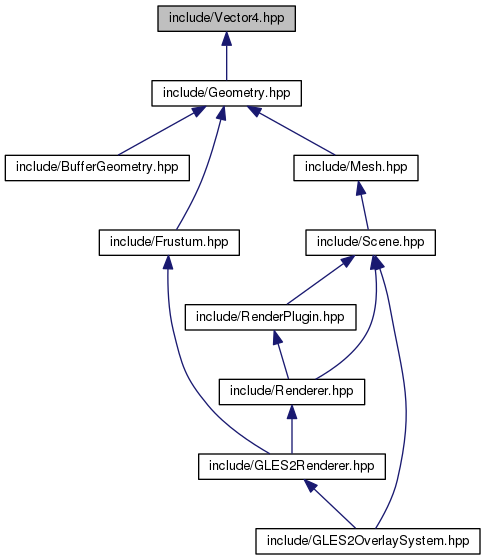 include/Vector4.hpp
include/Geometry.hpp
include/BufferGeometry.hpp
include/Mesh.hpp
include/Frustum.hpp
include/Scene.hpp
include/RenderPlugin.hpp
include/Renderer.hpp
include/GLES2Renderer.hpp
include/GLES2OverlaySystem.hpp